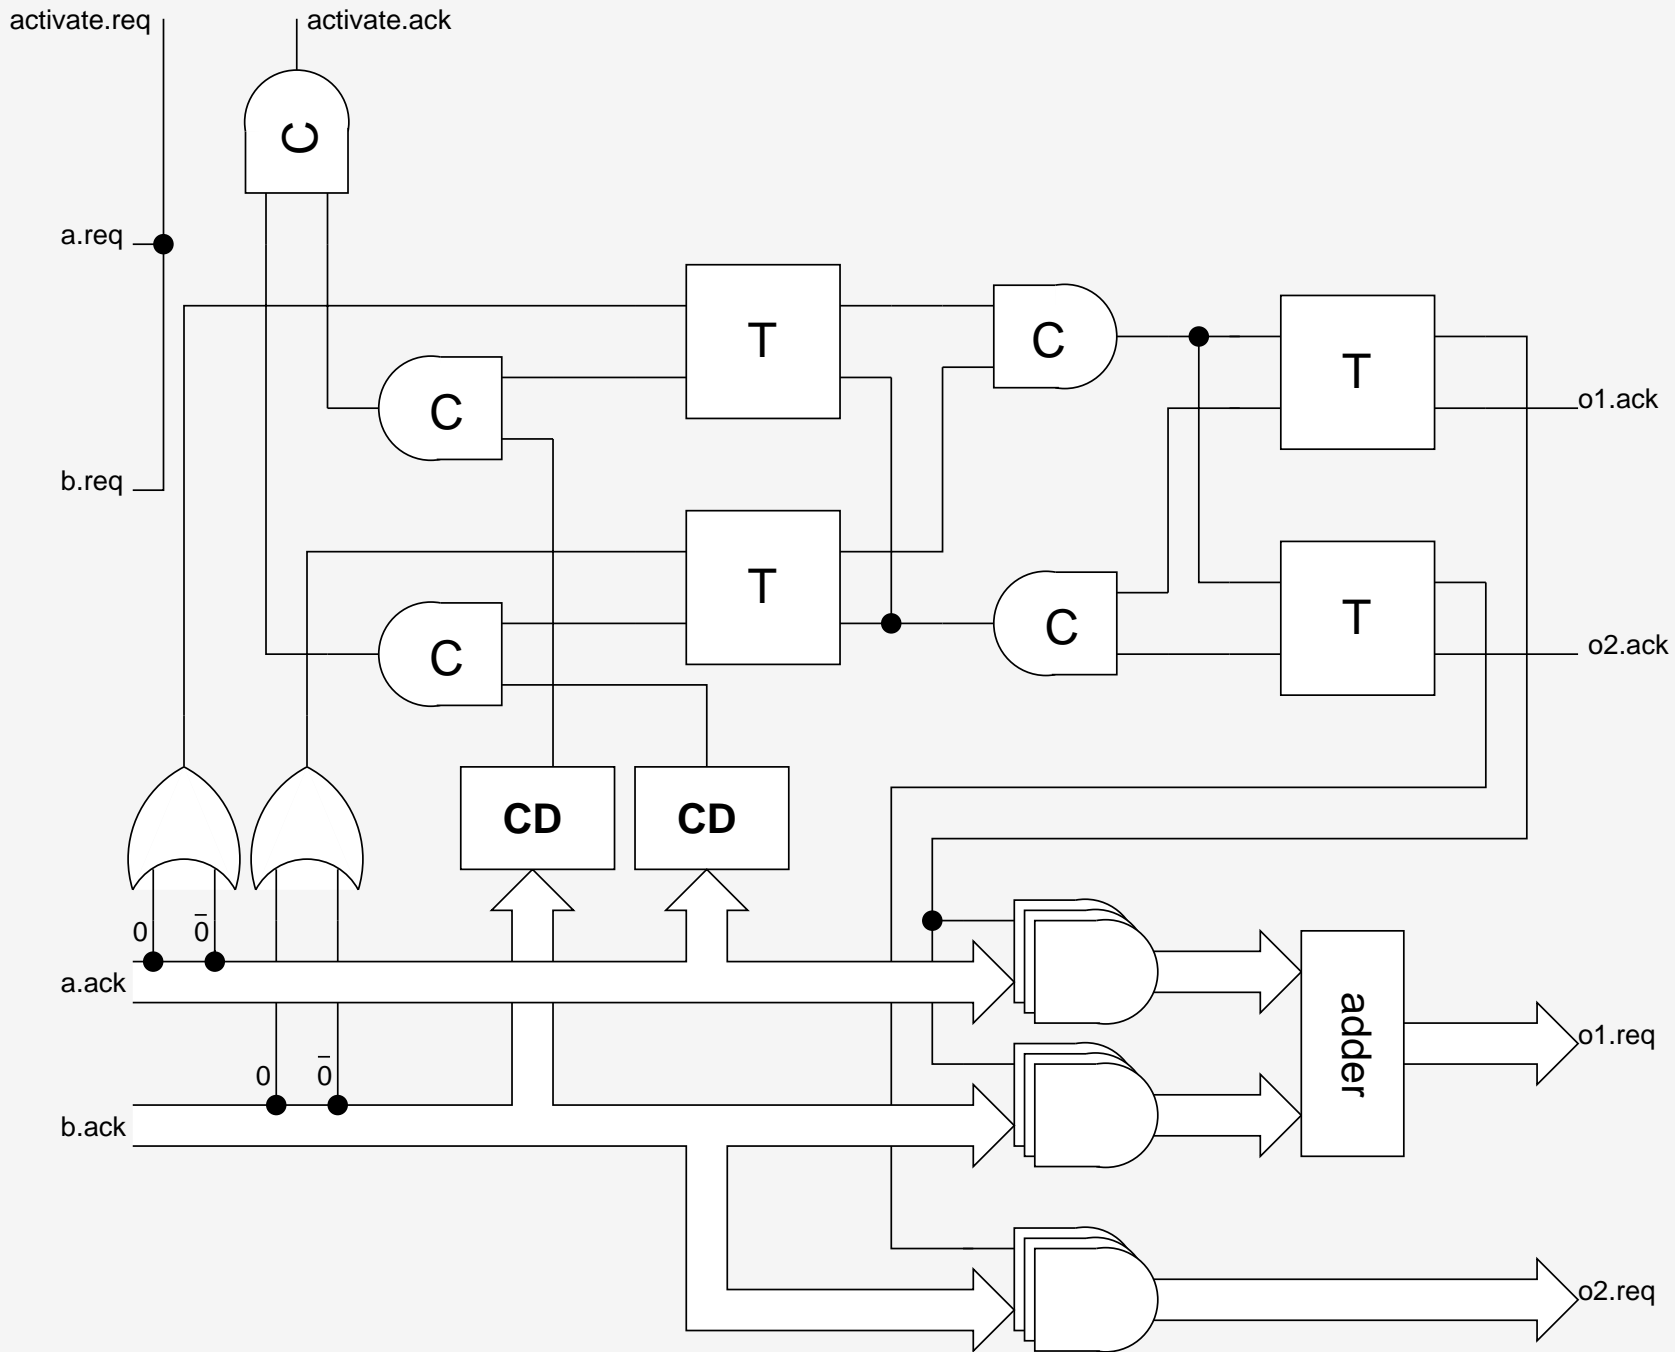 activate.req
activate.ack
C
a.req
T
C
T
C
o1.ack
b.req
T
T
C
C
o2.ack
CD
CD
0
0̅
a.ack
adder
o1.req
0
0̅
b.ack
o2.req